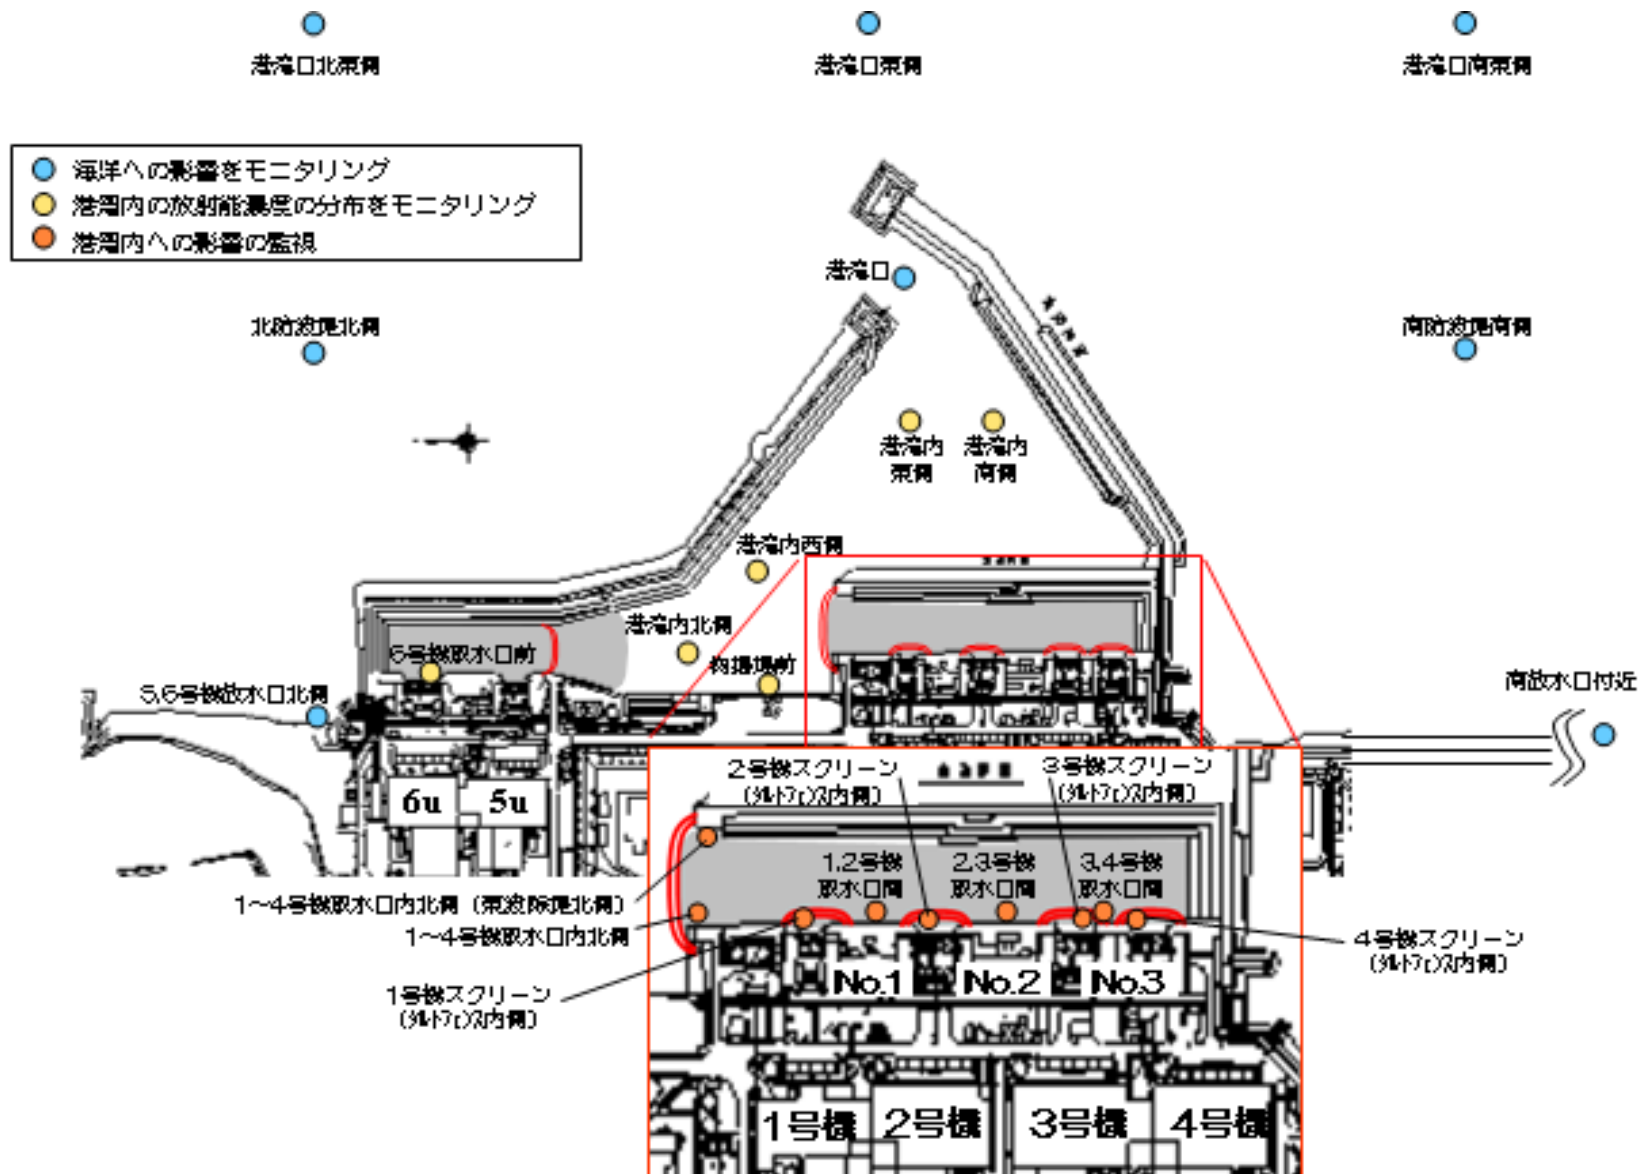 港湾口北東側
港湾口東側
港湾口南東側
海洋への影響をモニタリング
港湾内の放射能濃度の分布をモニタリング
港湾内への影響の監視
港湾口
北防波堤北側
南防波堤南側
港湾内
東側
港湾内
南側
港湾内西側
港湾内北側
6号機取水口前
物揚場前
5,6号機放水口北側
南放水口付近
6u
5u
2号機スクリーン
(シルトフェンス内側)
3号機スクリーン
(シルトフェンス内側)
1,2号機
取水口間
2,3号機
取水口間
3,4号機
取水口間
1～4号機取水口内北側(東波除堤北側)
1～4号機取水口内北側
4号機スクリーン
(シルトフェンス内側)
1号機スクリーン
(シルトフェンス内側)
No.1
No.2
No.3
1号機
2号機
3号機
4号機